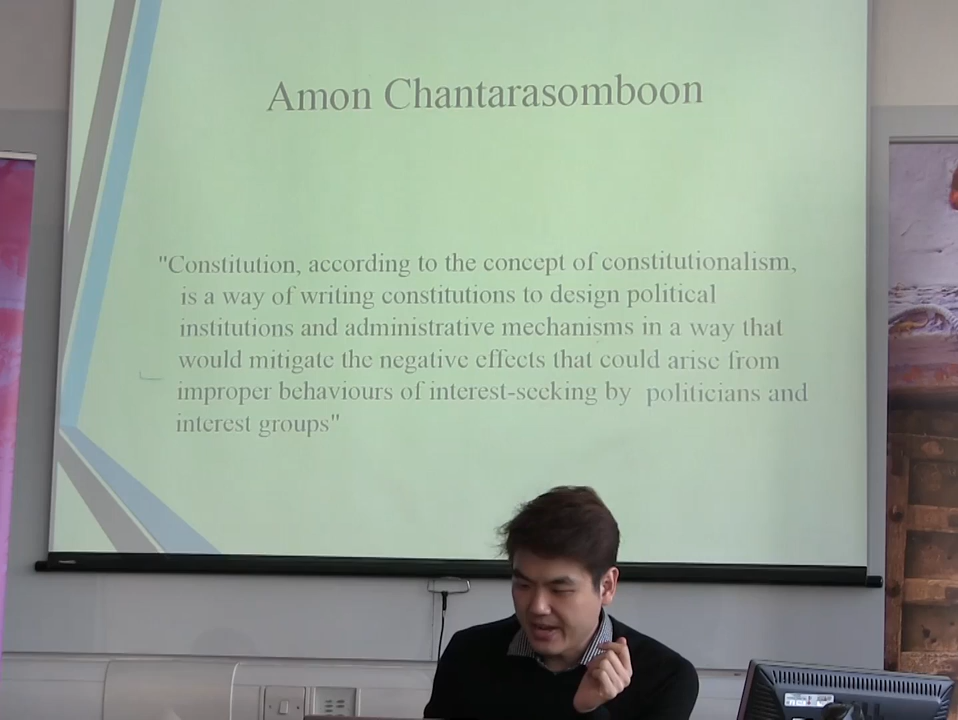 Amon Chantarasomboon
"Constitution, according to the concept of constitutionalism,
is a way of writing constitutions to design political
institutions and administrative mechanisms in a way that
would mitigate the negative effects that could arise from
improper behaviours of interest-seeking by politicians and
interest groups"